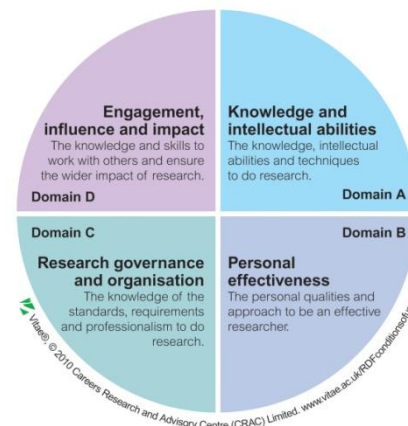 Engagement,
influence and impact
The knowledge and skills to
work with others and ensure
the wider impact of research.
Domain D
Knowledge and
intellectual abilities
The knowledge, intellectual
abilities and techniques
to do research.
Domain A
Domain C
Research governance
and organisation
The knowledge of the
standards, requirements
and professionalism to do
research.
Domain B
Personal
effectiveness
The personal qualities and
approach to be an effective
researcher.
Vitae®, © 2010 Careers Research and Advisory Centre (CRAC) Limited. www.vitae.ac.uk/RDFconditionsofu